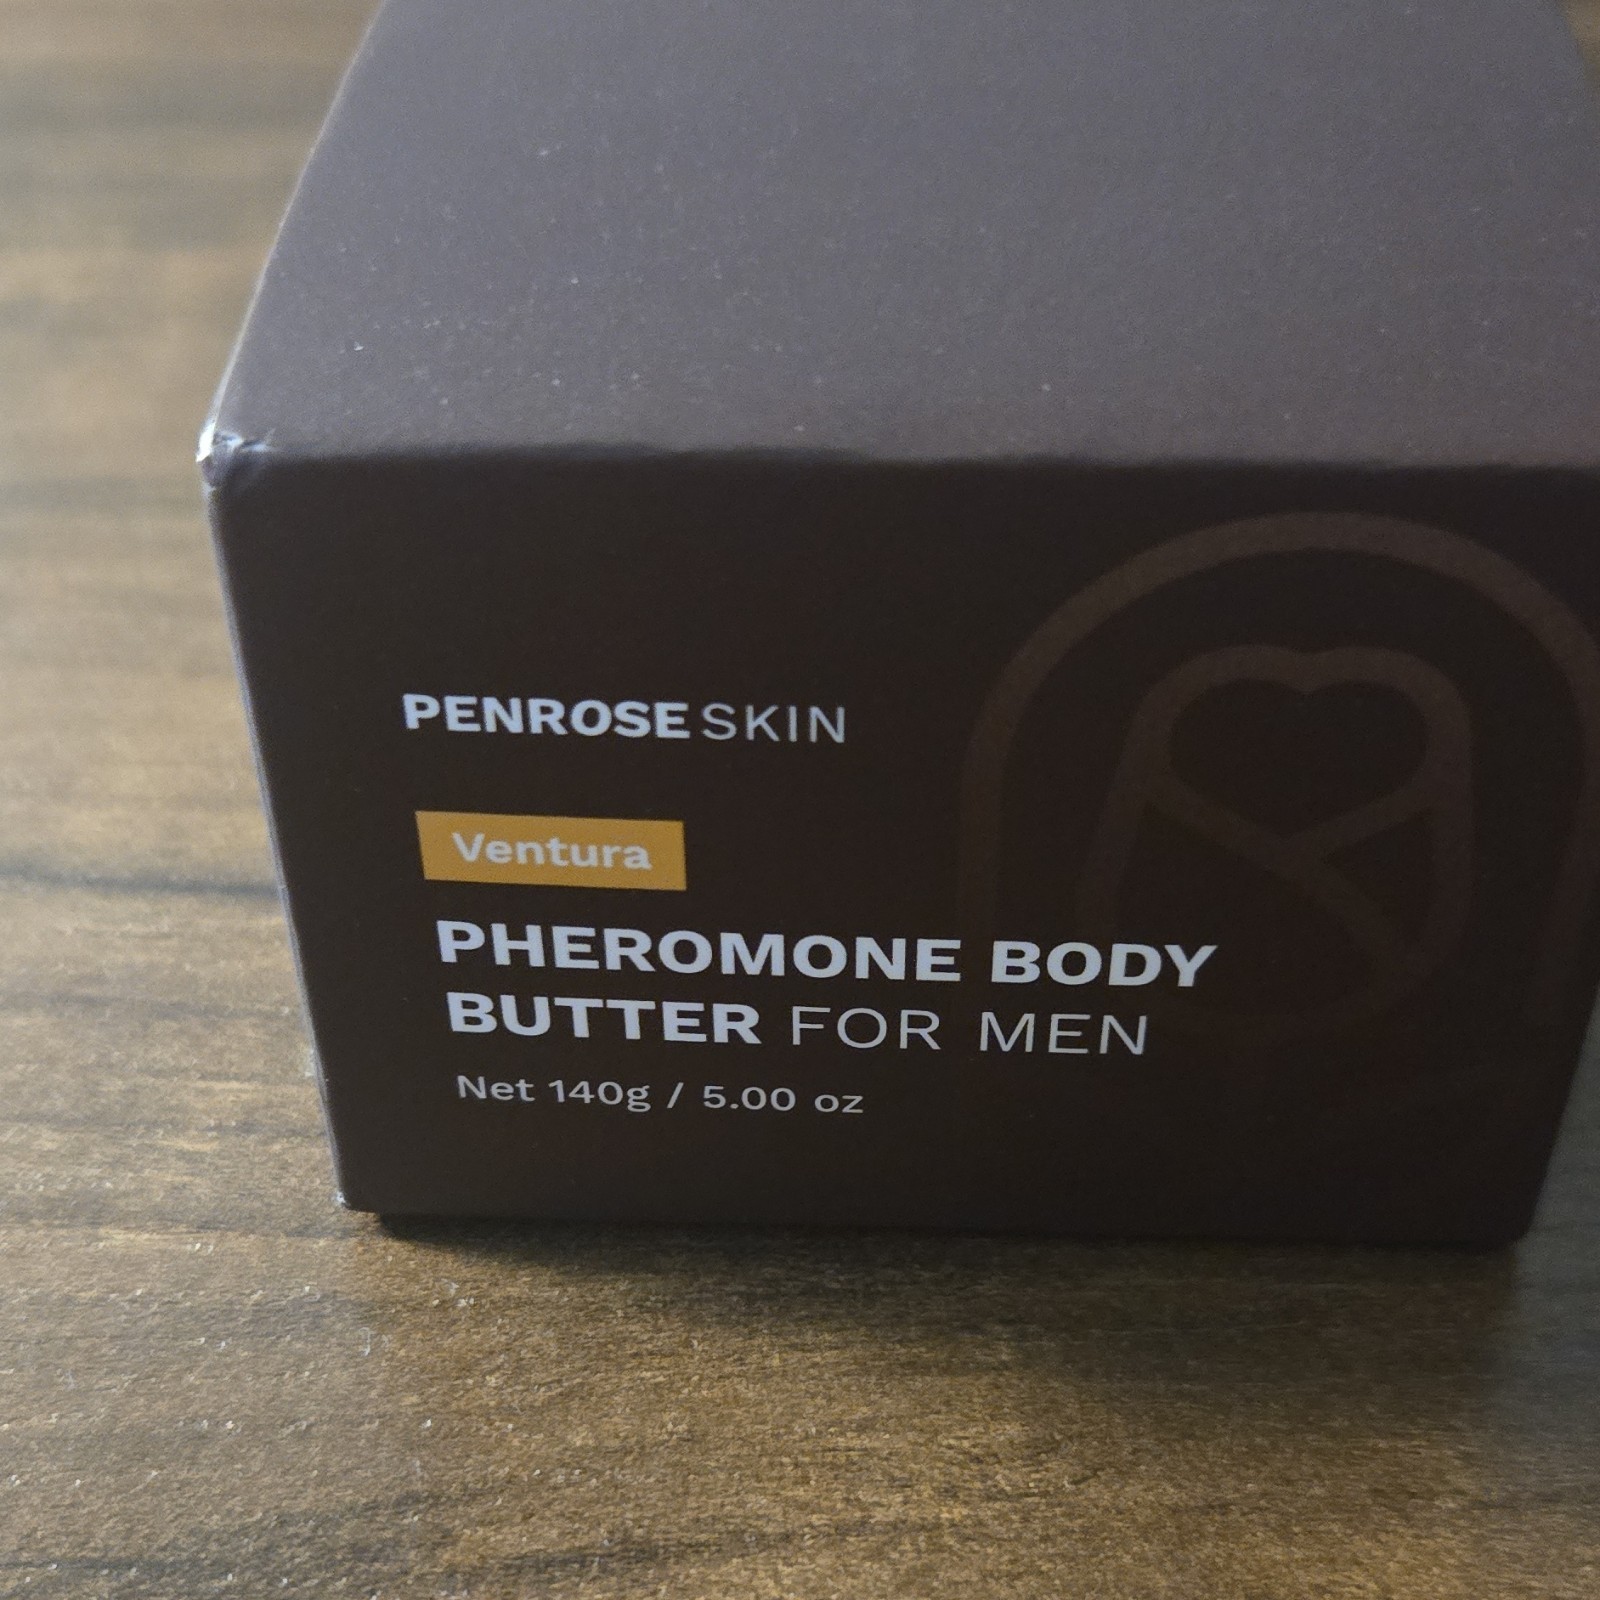 PENROSE SKIN
Ventura
PHEROMONE BODY
BUTTER FOR MEN
Net 140g / 5.00 oz